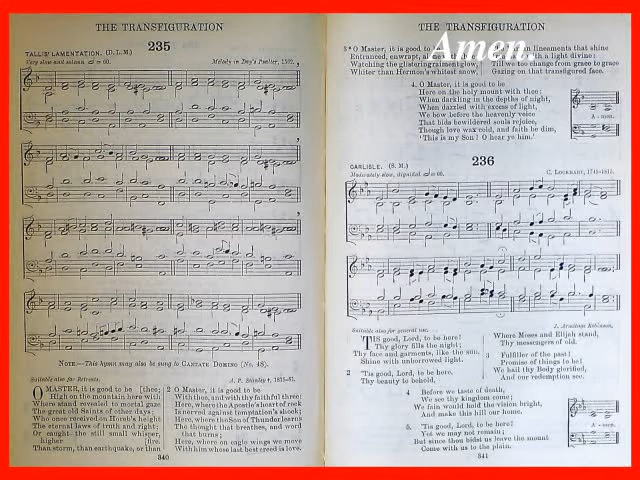 THE TRANSFIGURATION
235
TALLIS' LAMENTATION. (D. L. M.)
Very slow and solemn = 60.
Melody in Day's Psalter, 1562.
NOTE.—This hymn may also be sung to CANTATE DOMINO (No. 48).
Suitable also for Retreats.
A. P. Stanley †, 1815-81.
O MASTER, it is good to be [thee;
High on the mountain here with
Where stand revealed to mortal gaze
The great old Saints of other days;
Who once received on Horeb's height
The eternal laws of truth and right;
Or caught the still small whisper,
higher [fire.
Than storm, than earthquake, or than
2 O Master, it is good to be
With thee, and with thy faithful three:
Here, where the Apostle's heart of rock
Is nerved against temptation's shock;
Here, where the Son of Thunder learns
The thought that breathes, and word
that burns;
Here, where on eagle wings we move
With him whose last best creed is love.
340
THE TRANSFIGURATION
Amen.
3* O Master, it is good to
Entranced, enwrapt,
Watching the glistering raiment glow
Whiter than Hermon's whitest snow,
lineaments that shine
a light divine:
Till we too change from grace to grace
Gazing on that transfigured face.
4. O Master, it is good to be
Here on the holy mount with thee:
When darkling in the depths of night,
When dazzled with excess of light,
We bow before the heavenly voice
That bids bewildered souls rejoice,
Though love wax cold, and faith be dim,
'This is my Son! O hear ye him.'
A - men.
236
CARLISLE. (S. M.)
Moderately slow, dignified = 66.
C. LOCKHART, 1745-1815.
Suitable also for general use.
J. Armitage Robinson.
'TIS good, Lord, to be here!
Thy glory fills the night;
Thy face and garments, like the sun,
Shine with unborrowed light.
2 'Tis good, Lord, to be here,
Thy beauty to behold,
Where Moses and Elijah stand,
Thy messengers of old.
3 Fulfiller of the past!
Promise of things to be!
We hail thy Body glorified,
And our redemption see.
4 Before we taste of death,
We see thy kingdom come;
We fain would hold the vision bright,
And make this hill our home.
5. 'Tis good, Lord, to be here!
Yet we may not remain;
But since thou bidst us leave the mount
Come with us to the plain.
A - men.
341